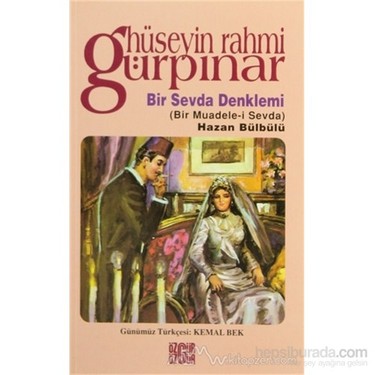 hüseyin rahmi
gürpınar
Bir Sevda Denklemi
(Bir Muadele-i Sevda)
Hazan Bülbülü
Günümüz Türkçesi: KEMAL BEK
hepsiburada.com